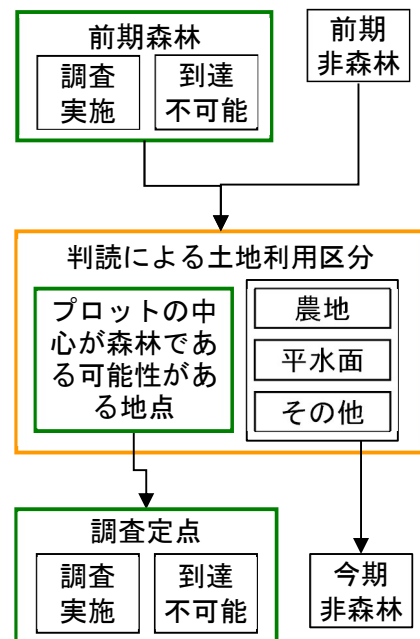 前期森林
調査
実施
到達
不可能
前期
非森林
判読による土地利用区分
プロットの中
心が森林であ
る可能性があ
る地点
農地
平水面
その他
調査定点
調査
実施
到達
不可能
今期
非森林